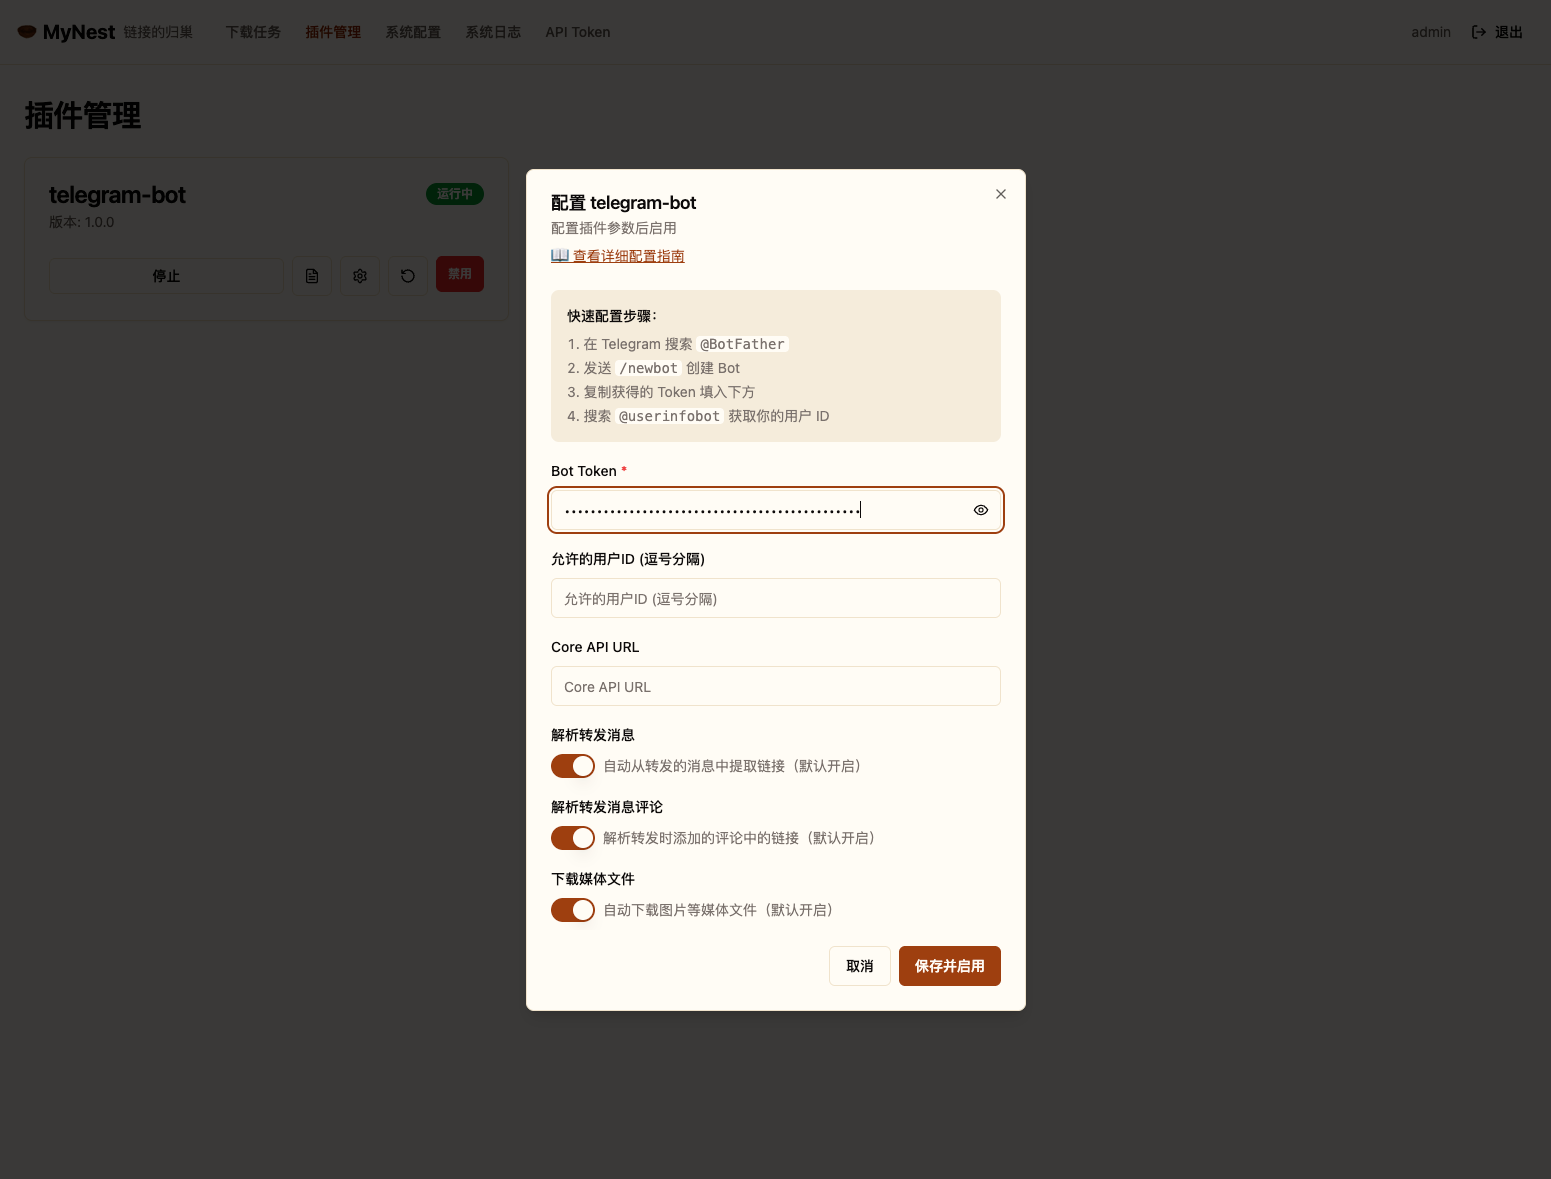 MyNest 链接的归巢 下载任务 插件管理 系统配置 系统日志 API Token admin 退出
插件管理
telegram-bot 运行中
版本: 1.0.0
停止 禁用
配置 telegram-bot
配置插件参数后启用
查看详细配置指南
快速配置步骤：
1. 在 Telegram 搜索 @BotFather
2. 发送 /newbot 创建 Bot
3. 复制获得的 Token 填入下方
4. 搜索 @userinfobot 获取你的用户 ID
Bot Token *
允许的用户ID (逗号分隔)
允许的用户ID (逗号分隔)
Core API URL
Core API URL
解析转发消息
自动从转发的消息中提取链接（默认开启）
解析转发消息评论
解析转发时添加的评论中的链接（默认开启）
下载媒体文件
自动下载图片等媒体文件（默认开启）
取消 保存并启用